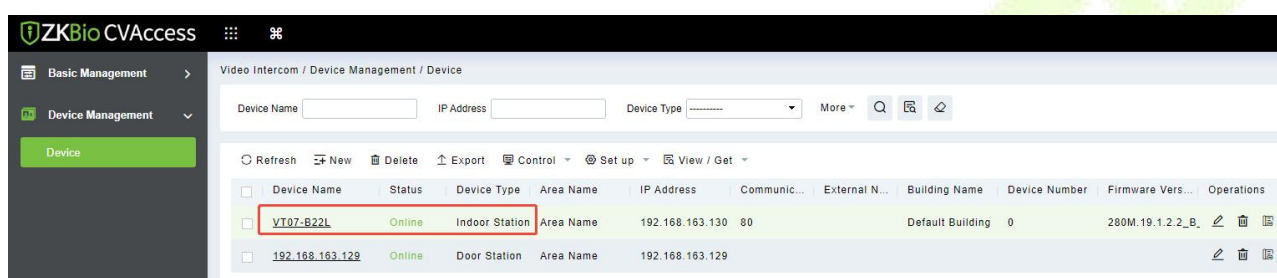 ZKBio CVAccess
Basic Management
Video Intercom / Device Management / Device
Device Management
Device
Device Name IP Address Device Type ---------- More
Refresh New Delete Export Control Set up View / Get
Device Name Status Device Type Area Name IP Address Communic... External N... Building Name Device Number Firmware Vers... Operations
VT07-B22L Online Indoor Station Area Name 192.168.163.130 80 Default Building 0 280M.19.1.2.2_B_
192.168.163.129 Online Door Station Area Name 192.168.163.129